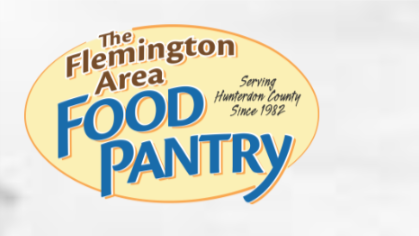 The
Flemington
Area
FOOD
PANTRY
Serving
Hunterdon County
Since 1982